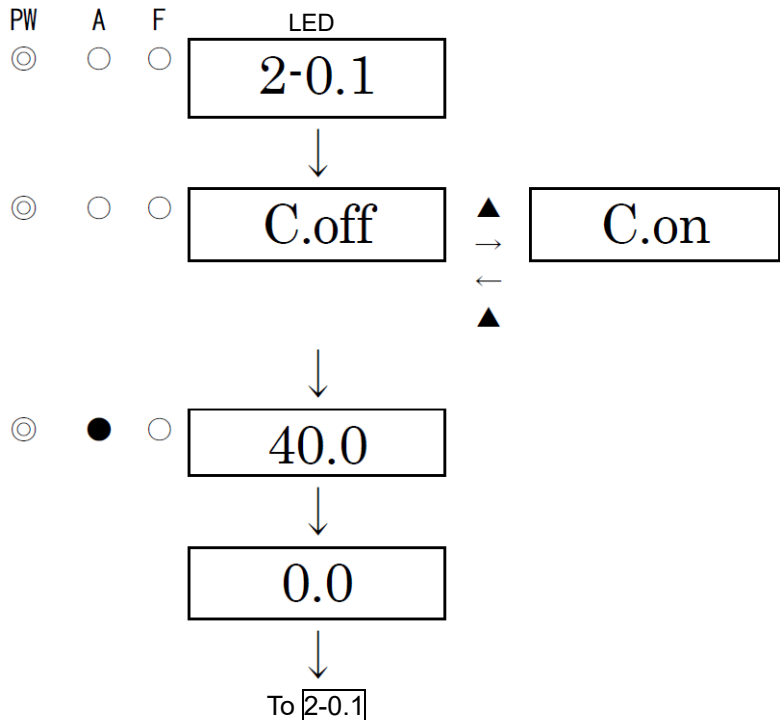 PW A F LED
◎ ○ ○ 2-0.1
↓
◎ ○ ○ C.off ▲ C.on
→
←
▲
↓
◎ ● ○ 40.0
↓
0.0
↓
To 2-0.1